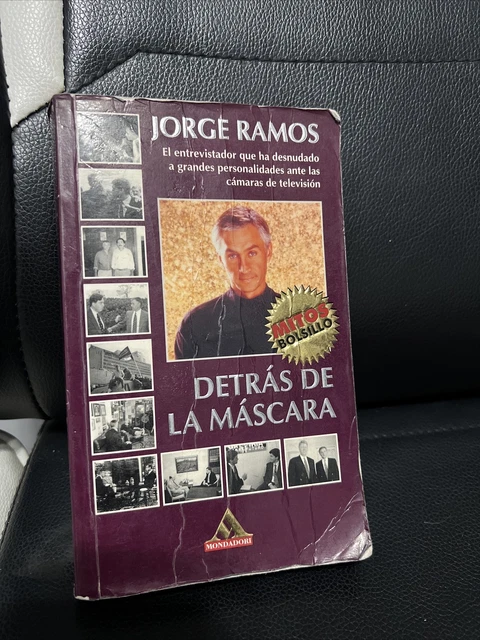 JORGE RAMOS
El entrevistador que ha desnudado
a grandes personalidades ante las
cámaras de televisión
MITOS
BOLSILLO
DETRÁS DE
LA MÁSCARA
MONDADORI